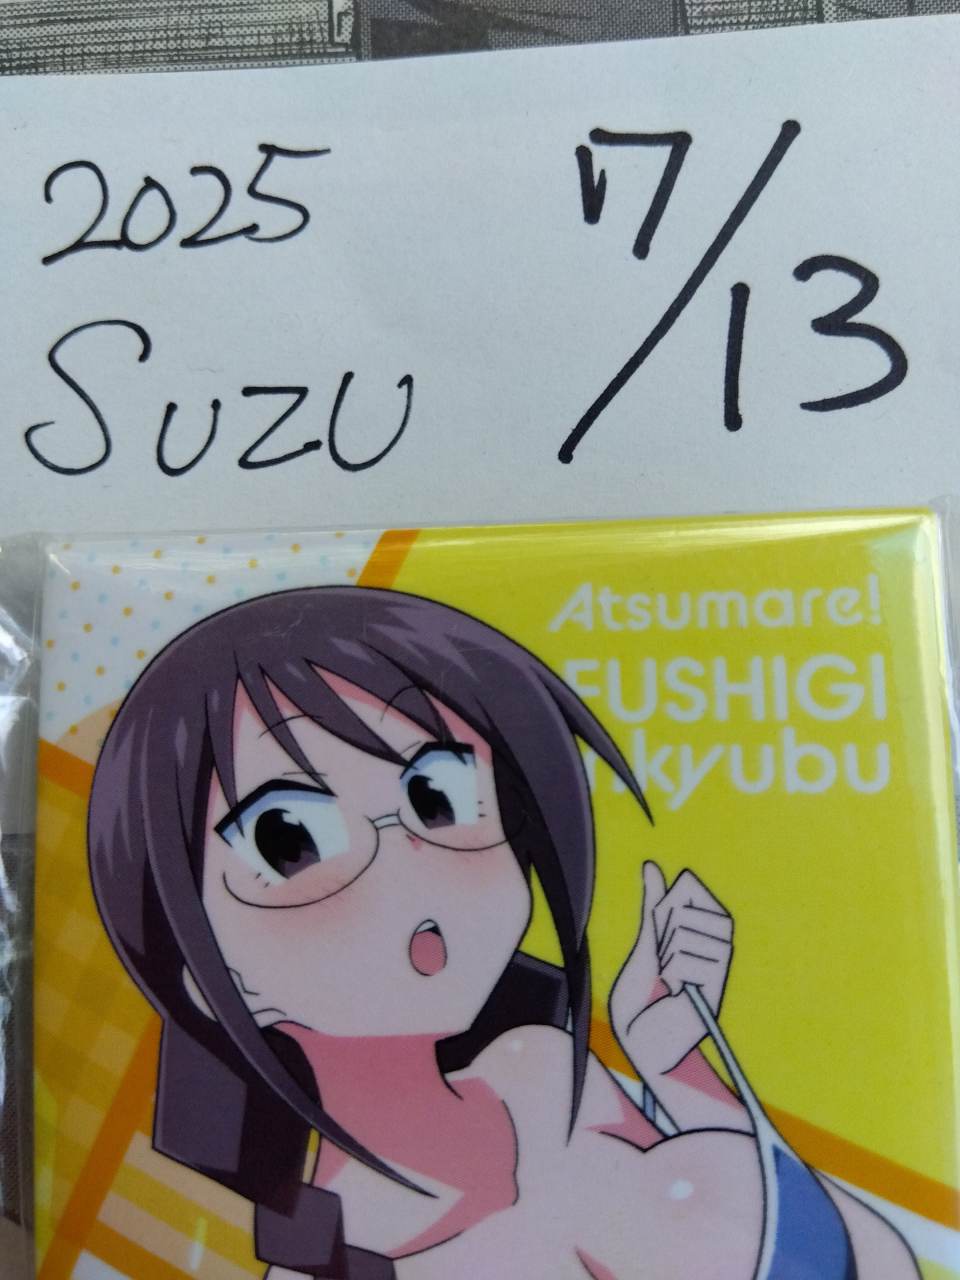 2025 7/13
SUZU
Atsumare!
FUSHIGI
kyubu